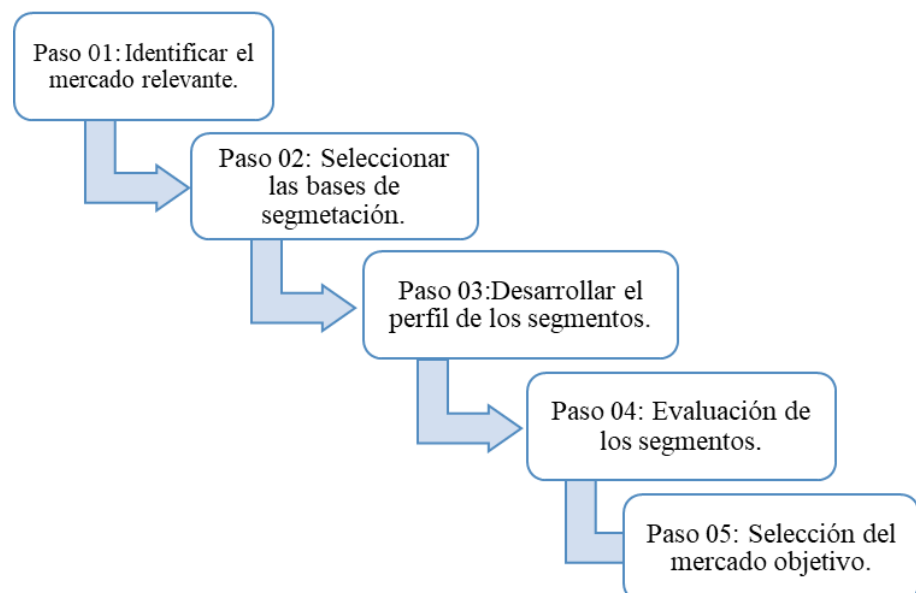 Paso 01: Identificar el
mercado relevante.
Paso 02: Seleccionar
las bases de
segmetación.
Paso 03:Desarrollar el
perfil de los segmentos.
Paso 04: Evaluación de
los segmentos.
Paso 05: Selección del
mercado objetivo.